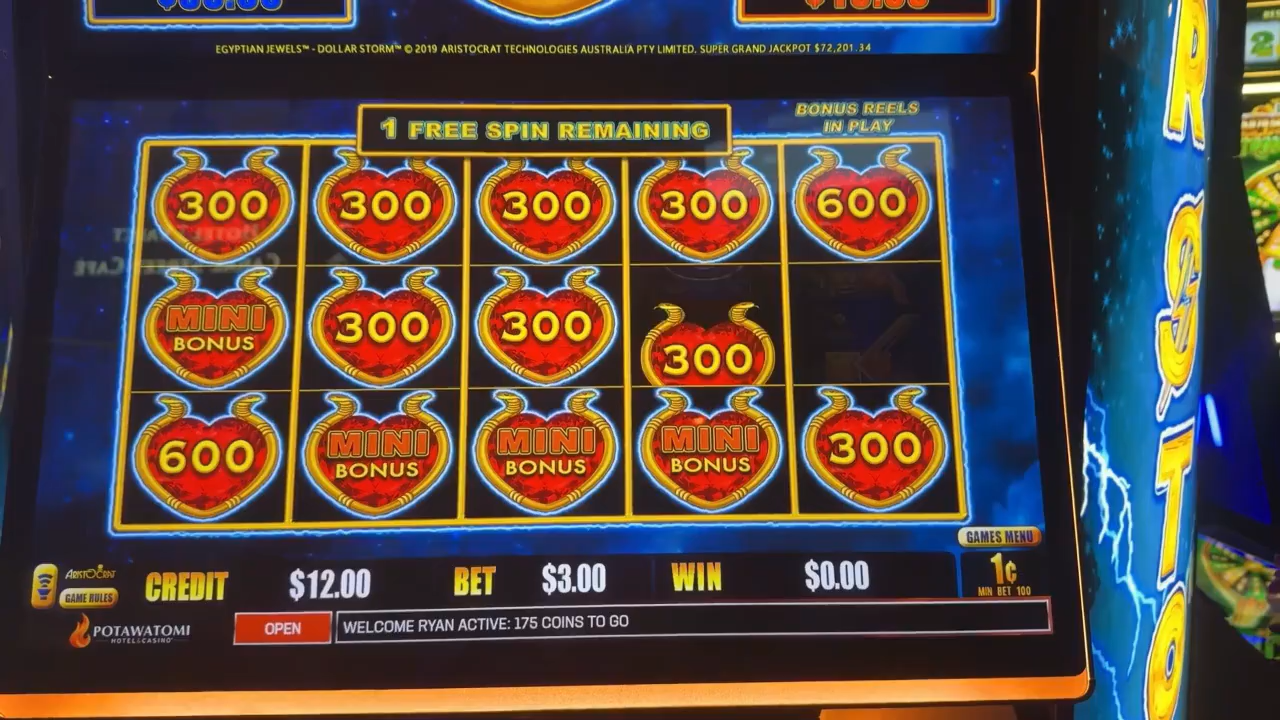 EGYPTIAN JEWELS™ - DOLLAR STORM™ © 2019 ARISTOCRAT TECHNOLOGIES AUSTRALIA PTY LIMITED. SUPER GRAND JACKPOT $72,201.34
1 FREE SPIN REMAINING
BONUS REELS
IN PLAY
300 300 300 300 600
MINI BONUS 300 300 300
600 MINI BONUS MINI BONUS MINI BONUS 300
GAMES MENU
ARISTOCRAT
GAME RULES
CREDIT $12.00 BET $3.00 WIN $0.00
1¢
MIN BET 100
POTAWATOMI
HOTEL & CASINO
OPEN
WELCOME RYAN ACTIVE: 175 COINS TO GO
R
S
T
O
2